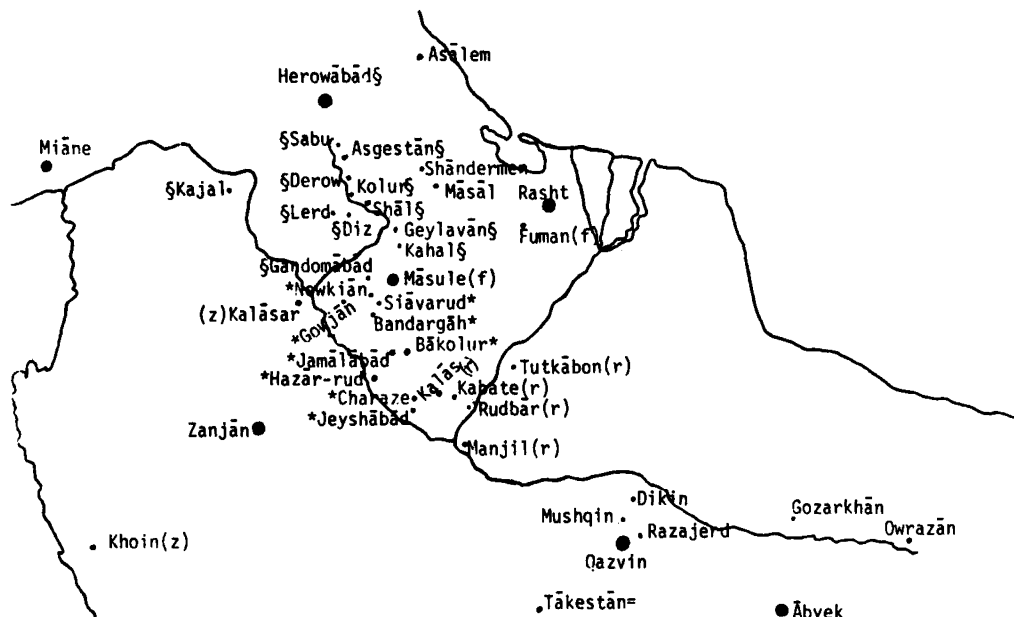 Asālem
Herowābād§
Miāne
§Sabu
Asgestān§
Shāndermen
§Derow
Kolur§
Māsāl
Rasht
§Kajal
Shāl§
§Lerd
§Diz
Geylavān§
Fuman(f)
Kahal§
§Gandomābād
Māsule(f)
*Nowkiān
Siāvarud*
(z)Kalāsar
*Gowjān
Bandargāh*
Bākolur*
*Jamālābād
Tutkābon(r)
*Hazār-rud
Kalās(r)
Kabate(r)
*Charaze
Rudbār(r)
*Jeyshābād
Zanjān
Manjil(r)
Dikin
Mushqin
Gozarkhān
Razajerd
Owrazān
Khoin(z)
Qazvin
Tākestān=
Ābyek